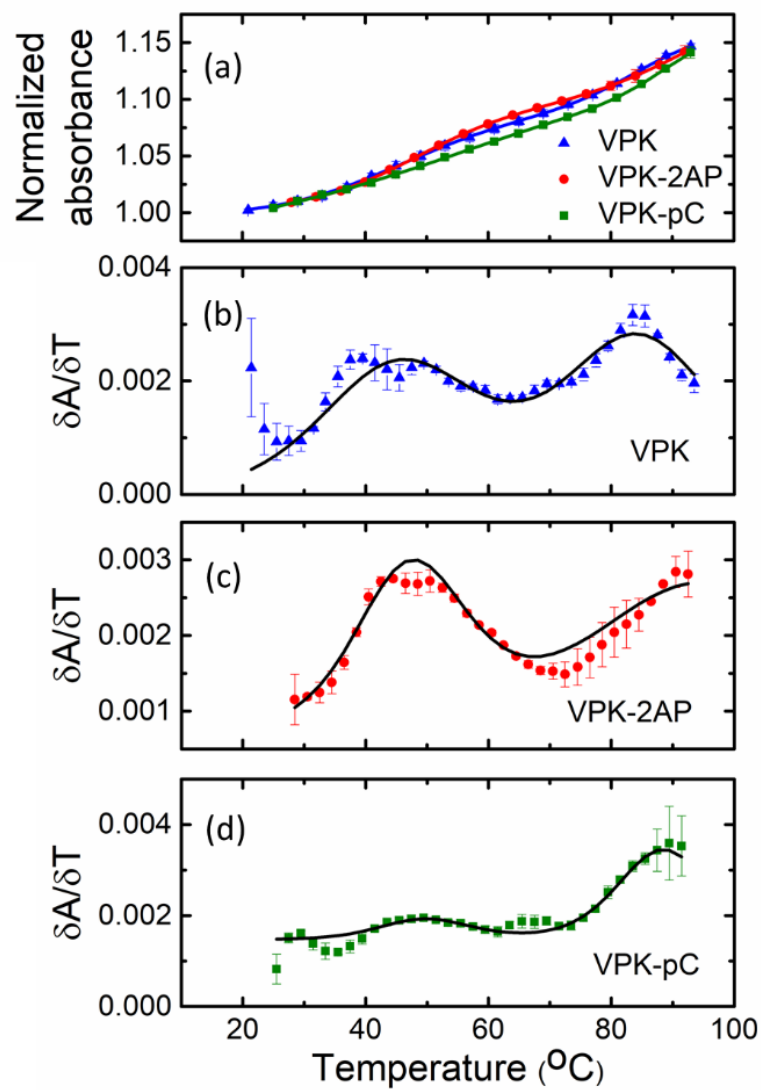 Normalized
absorbance
1.15
1.10
1.05
1.00
(a)
VPK
VPK-2AP
VPK-pC
δA/δT
0.004
0.002
0.000
(b)
VPK
δA/δT
0.003
0.002
0.001
(c)
VPK-2AP
δA/δT
0.004
0.002
0.000
(d)
VPK-pC
20 40 60 80 100
Temperature (ºC)